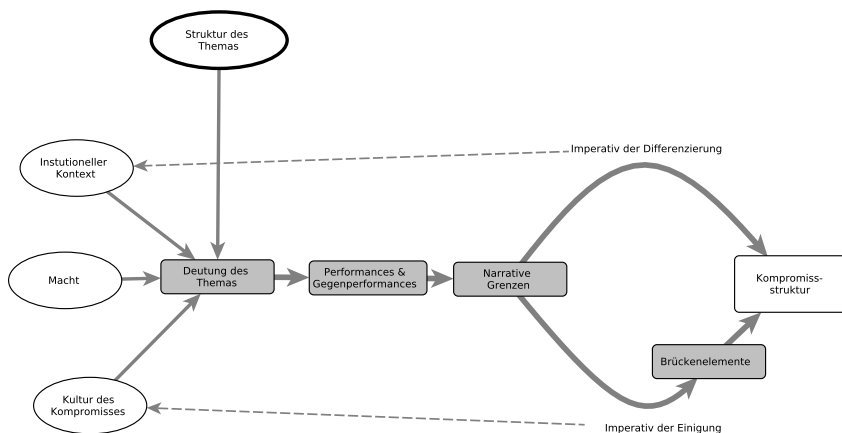 Struktur des
Themas
Imperativ der Differenzierung
Instutioneller
Kontext
Macht
Deutung des
Themas
Performances &
Gegenperformances
Narrative
Grenzen
Kompromiss-
struktur
Brückenelemente
Kultur des
Kompromisses
Imperativ der Einigung